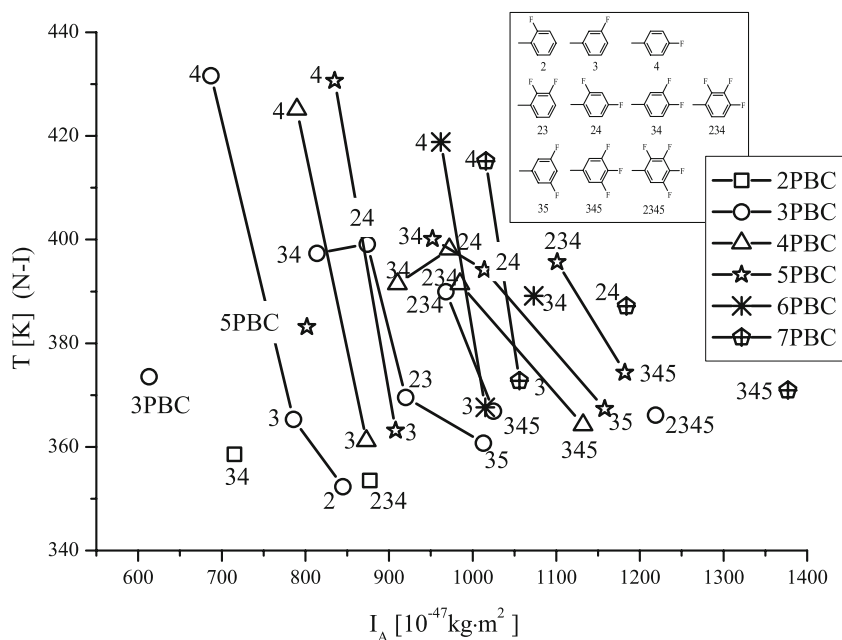 T [K] (N-I)
440
420
400
380
360
340
600
700
800
900
1000
1100
1200
1300
1400
I_A [10^-47 kg·m²]
F
2
F
3
F
4
F
F
23
F
F
24
F
F
34
F
F
F
234
F
F
35
F
F
F
345
F
F
F
F
2345
2PBC
3PBC
4PBC
5PBC
6PBC
7PBC
4
4
4
4
4
24
34
34
34
24
234
24
34
24
234
234
5PBC
3PBC
23
3
345
345
3
3
3
3
345
35
2345
34
2
234
35
345